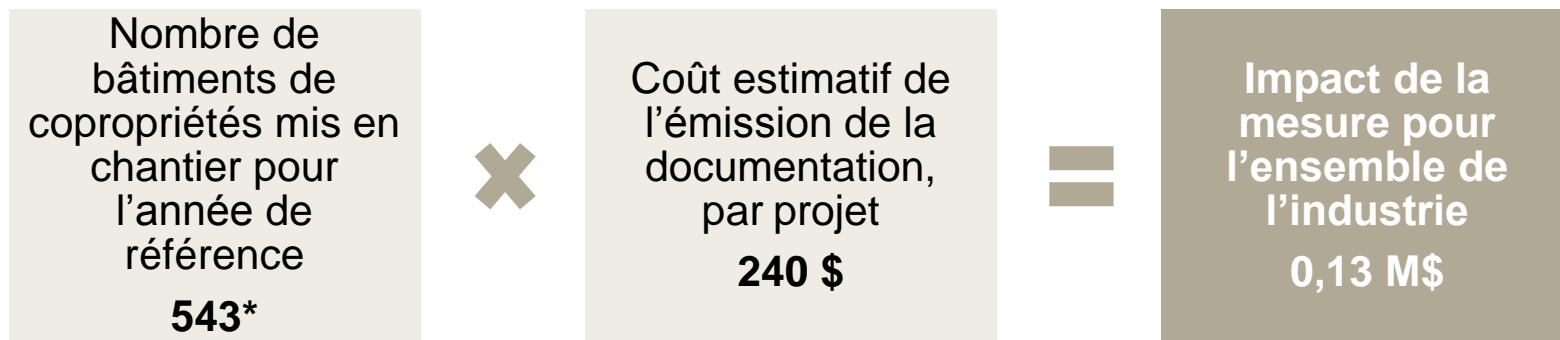 Nombre de
bâtiments de
copropriétés mis en
chantier pour
l’année de
référence
543*
Coût estimatif de
l’émission de la
documentation,
par projet
240 $
Impact de la
mesure pour
l’ensemble de
l’industrie
0,13 M$